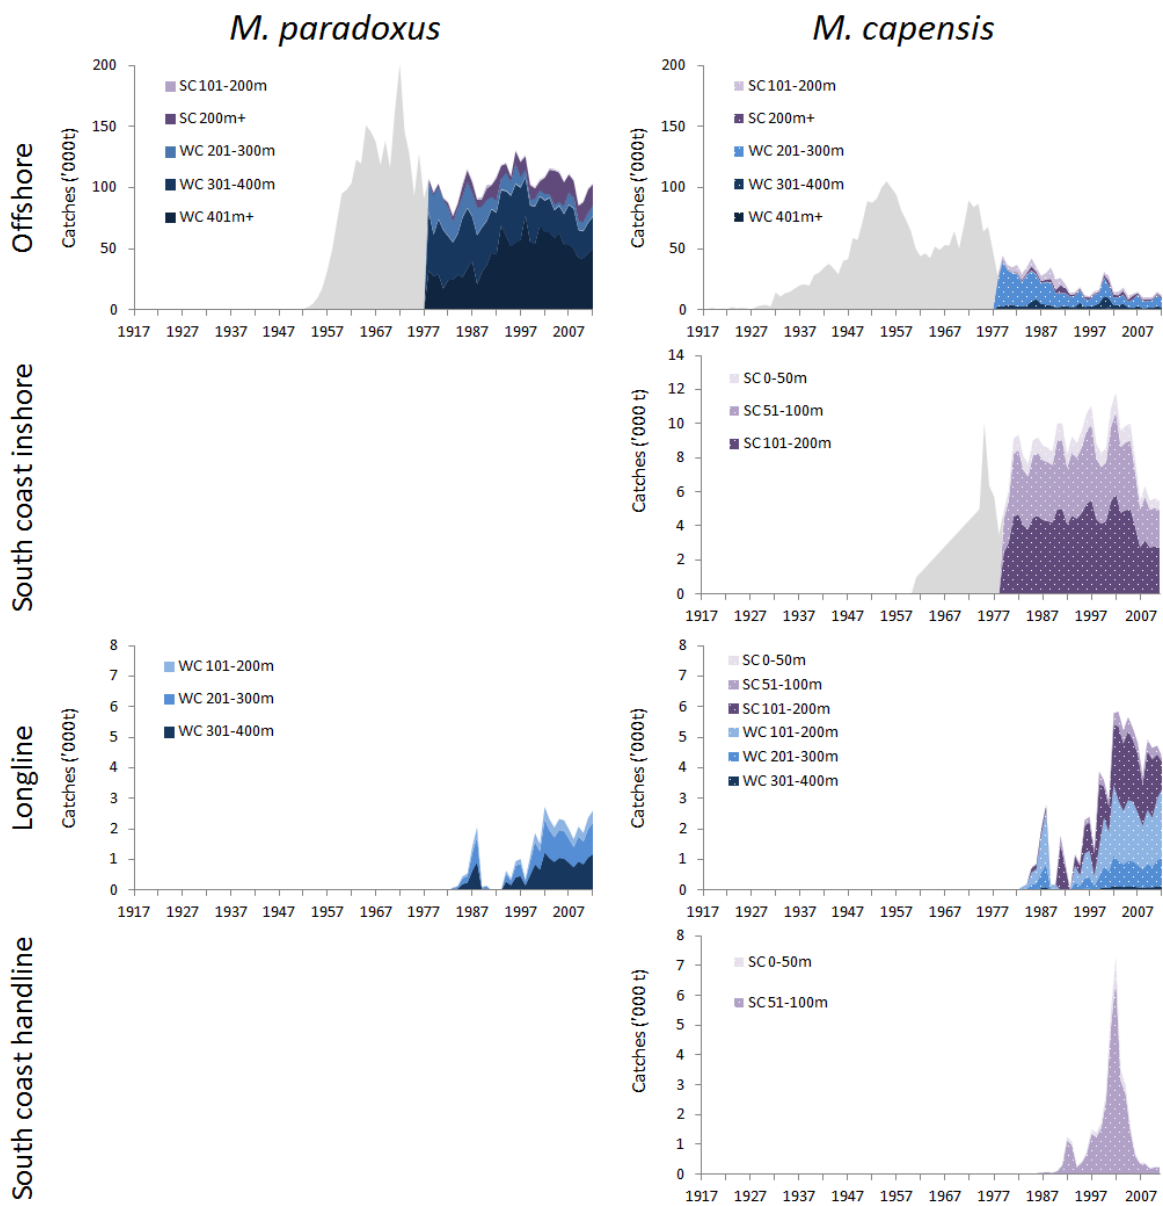 M. paradoxus
M. capensis
Offshore
Catches ('000t)
200
150
100
50
0
SC 101-200m
SC 200m+
WC 201-300m
WC 301-400m
WC 401m+
1917 1927 1937 1947 1957 1967 1977 1987 1997 2007
Catches ('000t)
200
150
100
50
0
SC 101-200m
SC 200m+
WC 201-300m
WC 301-400m
WC 401m+
1917 1927 1937 1947 1957 1967 1977 1987 1997 2007
South coast inshore
Catches ('000 t)
14
12
10
8
6
4
2
0
SC 0-50m
SC 51-100m
SC 101-200m
1917 1927 1937 1947 1957 1967 1977 1987 1997 2007
Longline
Catches ('000t)
8
7
6
5
4
3
2
1
0
WC 101-200m
WC 201-300m
WC 301-400m
1917 1927 1937 1947 1957 1967 1977 1987 1997 2007
Catches ('000t)
8
7
6
5
4
3
2
1
0
SC 0-50m
SC 51-100m
SC 101-200m
WC 101-200m
WC 201-300m
WC 301-400m
1917 1927 1937 1947 1957 1967 1977 1987 1997 2007
South coast handline
Catches ('000 t)
8
7
6
5
4
3
2
1
0
SC 0-50m
SC 51-100m
1917 1927 1937 1947 1957 1967 1977 1987 1997 2007